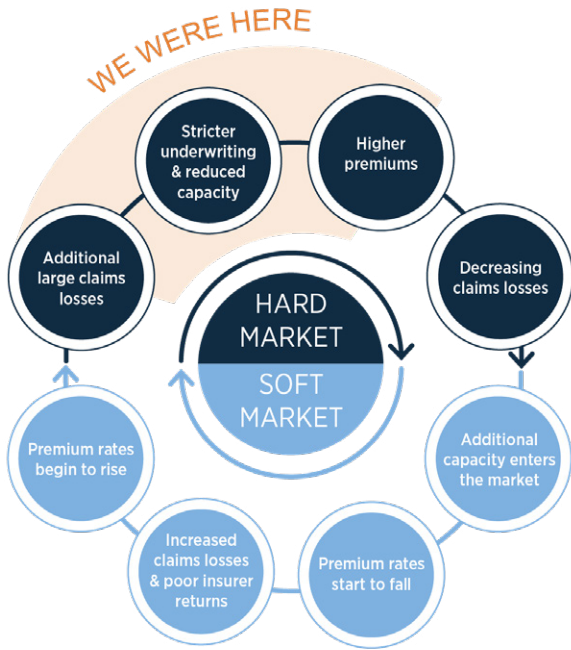 WE WERE HERE
Stricter
underwriting
& reduced
capacity
Higher
premiums
Additional
large claims
losses
Decreasing
claims losses
HARD
MARKET
SOFT
MARKET
Premium rates
begin to rise
Additional
capacity enters
the market
Increased
claims losses
& poor insurer
returns
Premium rates
start to fall